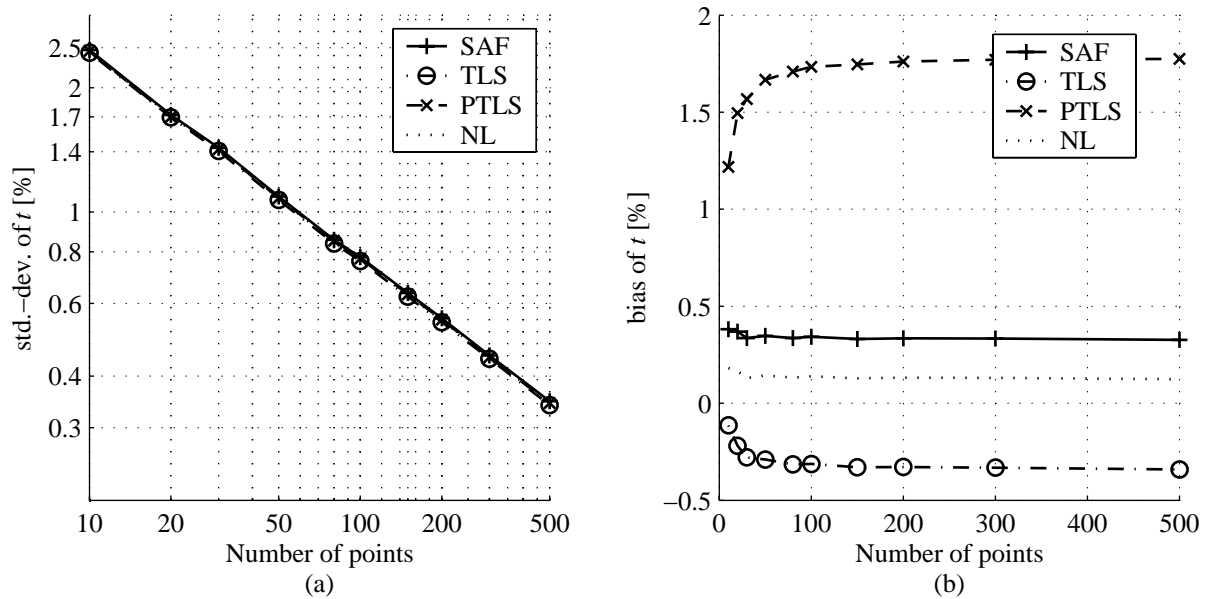 std.–dev. of t [%]
2.5
2
1.7
1.4
1
0.8
0.6
0.4
0.3
SAF
TLS
PTLS
NL
10 20 50 100 200 500
Number of points
(a)
bias of t [%]
2
1.5
1
0.5
0
–0.5
SAF
TLS
PTLS
NL
0 100 200 300 400 500
Number of points
(b)